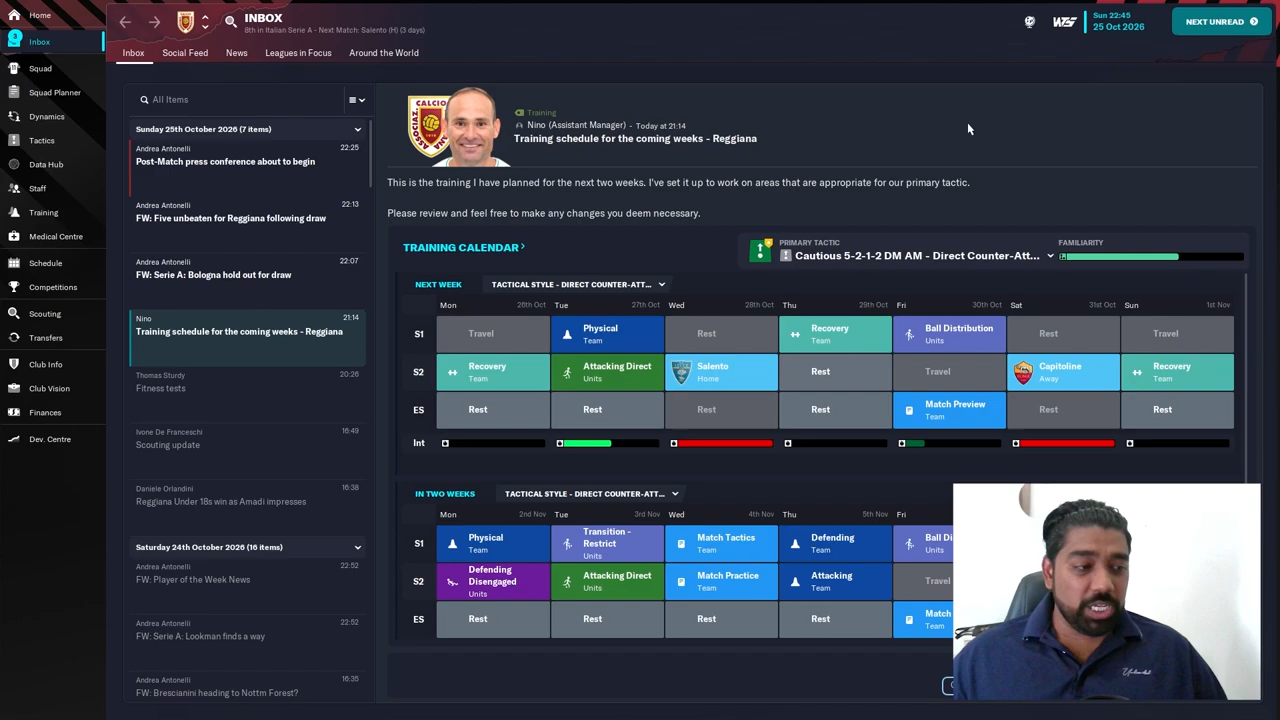 Home
3
Inbox
Squad
Squad Planner
Dynamics
Tactics
Data Hub
Staff
Training
Medical Centre
Schedule
Competitions
Scouting
Transfers
Club Info
Club Vision
Finances
Dev. Centre
INBOX
8th in Italian Serie A - Next Match: Salento (H) (3 days)
Sun 22:45
25 Oct 2026
NEXT UNREAD
Inbox Social Feed News Leagues in Focus Around the World
All Items
Sunday 25th October 2026 (7 items)
Andrea Antonelli 22:25
Post-Match press conference about to begin
Andrea Antonelli 22:13
FW: Five unbeaten for Reggiana following draw
Andrea Antonelli 22:07
FW: Serie A: Bologna hold out for draw
Nino 21:14
Training schedule for the coming weeks - Reggiana
Thomas Sturdy 20:26
Fitness tests
Ivone De Franceschi 16:49
Scouting update
Daniele Orlandini 16:38
Reggiana Under 18s win as Amadi impresses
Saturday 24th October 2026 (16 items)
Andrea Antonelli 22:52
FW: Player of the Week News
Andrea Antonelli 22:52
FW: Serie A: Lookman finds a way
Andrea Antonelli 16:35
FW: Brescianini heading to Nottm Forest?
CALCIO
Training
Nino (Assistant Manager) - Today at 21:14
Training schedule for the coming weeks - Reggiana
This is the training I have planned for the next two weeks. I've set it up to work on areas that are appropriate for our primary tactic.
Please review and feel free to make any changes you deem necessary.
TRAINING CALENDAR
PRIMARY TACTIC
Cautious 5-2-1-2 DM AM - Direct Counter-Att...
FAMILIARITY
NEXT WEEK TACTICAL STYLE - DIRECT COUNTER-ATT...
Mon 26th Oct Tue 27th Oct Wed 28th Oct Thu 29th Oct Fri 30th Oct Sat 31st Oct Sun 1st Nov
S1 Travel Physical Team Rest Recovery Team Ball Distribution Units Rest Travel
S2 Recovery Team Attacking Direct Units Salento Home Rest Travel Capitoline Away Recovery Team
ES Rest Rest Rest Rest Match Preview Team Rest Rest
Int
IN TWO WEEKS TACTICAL STYLE - DIRECT COUNTER-ATT...
Mon 2nd Nov Tue 3rd Nov Wed 4th Nov Thu 5th Nov Fri
S1 Physical Team Transition - Restrict Units Match Tactics Team Defending Team Ball Di Units
S2 Defending Disengaged Units Attacking Direct Units Match Practice Team Attacking Team Travel
ES Rest Rest Rest Rest Match Team